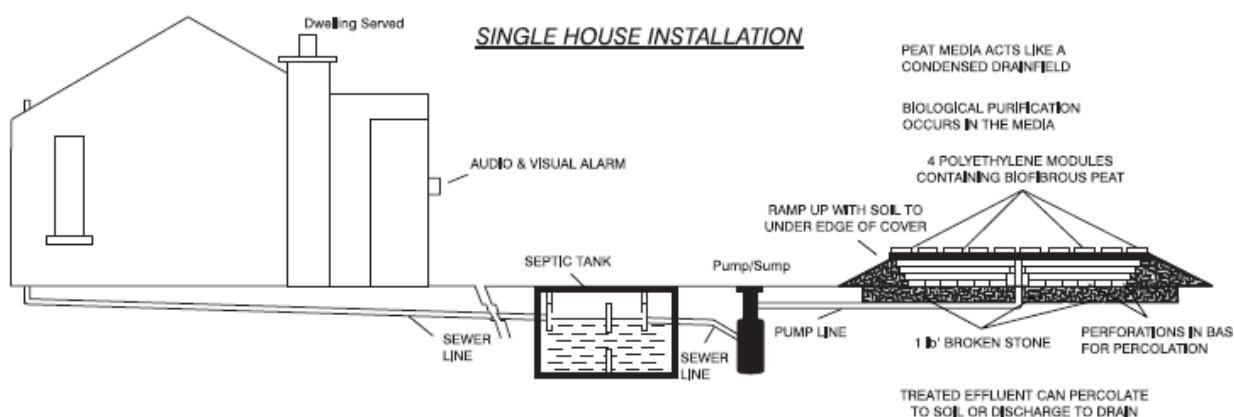 Dwelling Served
SINGLE HOUSE INSTALLATION
PEAT MEDIA ACTS LIKE A
CONDENSED DRAINFIELD
BIOLOGICAL PURIFICATION
OCCURS IN THE MEDIA
AUDIO & VISUAL ALARM
4 POLYETHYLENE MODULES
CONTAINING BIOFIBROUS PEAT
RAMP UP WITH SOIL TO
UNDER EDGE OF COVER
SEPTIC TANK
Pump/Sump
SEWER
LINE
SEWER
LINE
PUMP LINE
1 lb' BROKEN STONE
PERFORATIONS IN BAS
FOR PERCOLATION
TREATED EFFLUENT CAN PERCOLATE
TO SOIL OR DISCHARGE TO DRAIN